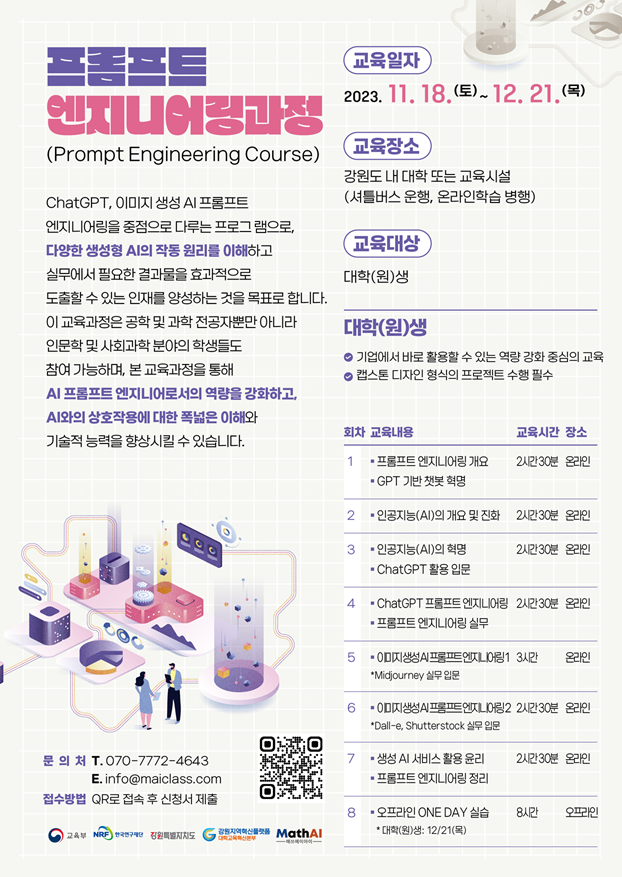 프롬프트
엔지니어링과정
(Prompt Engineering Course)
ChatGPT, 이미지 생성 AI 프롬프트
엔지니어링을 중점으로 다루는 프로그 램으로,
다양한 생성형 AI의 작동 원리를 이해하고
실무에서 필요한 결과물을 효과적으로
도출할 수 있는 인재를 양성하는 것을 목표로 합니다.
이 교육과정은 공학 및 과학 전공자뿐만 아니라
인문학 및 사회과학 분야의 학생들도
참여 가능하며, 본 교육과정을 통해
AI 프롬프트 엔지니어로서의 역량을 강화하고,
AI와의 상호작용에 대한 폭넓은 이해와
기술적 능력을 향상시킬 수 있습니다.
문 의 처 T. 070-7772-4643
E. info@maiclass.com
접수방법 QR로 접속 후 신청서 제출
교육부
NRF 한국연구재단
강원특별자치도
강원지역혁신플랫폼
대학교육혁신본부
MathAI
매쓰에이아이
교육일자
2023. 11. 18.(토) ~ 12. 21.(목)
교육장소
강원도 내 대학 또는 교육시설
(셔틀버스 운행, 온라인학습 병행)
교육대상
대학(원)생
대학(원)생
기업에서 바로 활용할 수 있는 역량 강화 중심의 교육
캡스톤 디자인 형식의 프로젝트 수행 필수
회차 교육내용 교육시간 장소
1 ▪ 프롬프트 엔지니어링 개요 2시간 30분 온라인
▪ GPT 기반 챗봇 혁명
2 ▪ 인공지능(AI)의 개요 및 진화 2시간 30분 온라인
3 ▪ 인공지능(AI)의 혁명 2시간 30분 온라인
▪ ChatGPT 활용 입문
4 ▪ ChatGPT 프롬프트 엔지니어링 2시간 30분 온라인
▪ 프롬프트 엔지니어링 실무
5 ▪ 이미지 생성 AI 프롬프트 엔지니어링 1 3시간 온라인
*Midjourney 실무 입문
6 ▪ 이미지 생성 AI 프롬프트 엔지니어링 2 2시간 30분 온라인
*Dall-e, Shutterstock 실무 입문
7 ▪ 생성 AI 서비스 활용 윤리 2시간 30분 온라인
▪ 프롬프트 엔지니어링 정리
8 ▪ 오프라인 ONE DAY 실습 8시간 오프라인
* 대학(원)생: 12/21(목)